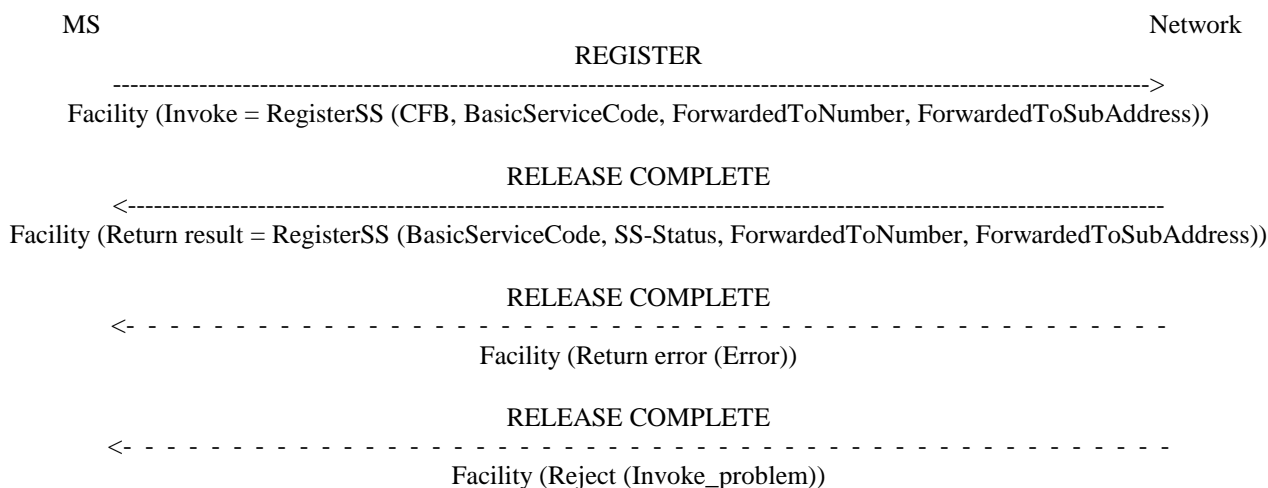 MS Network
REGISTER
------------------------------------------------------------------------------------------------------------------------>
Facility (Invoke = RegisterSS (CFB, BasicServiceCode, ForwardedToNumber, ForwardedToSubAddress))
RELEASE COMPLETE
<------------------------------------------------------------------------------------------------------------------------
Facility (Return result = RegisterSS (BasicServiceCode, SS-Status, ForwardedToNumber, ForwardedToSubAddress))
RELEASE COMPLETE
<- - - - - - - - - - - - - - - - - - - - - - - - - - - - - - - - - - - - - - - - - - - - - - - -
Facility (Return error (Error))
RELEASE COMPLETE
<- - - - - - - - - - - - - - - - - - - - - - - - - - - - - - - - - - - - - - - - - - - - - - - -
Facility (Reject (Invoke_problem))